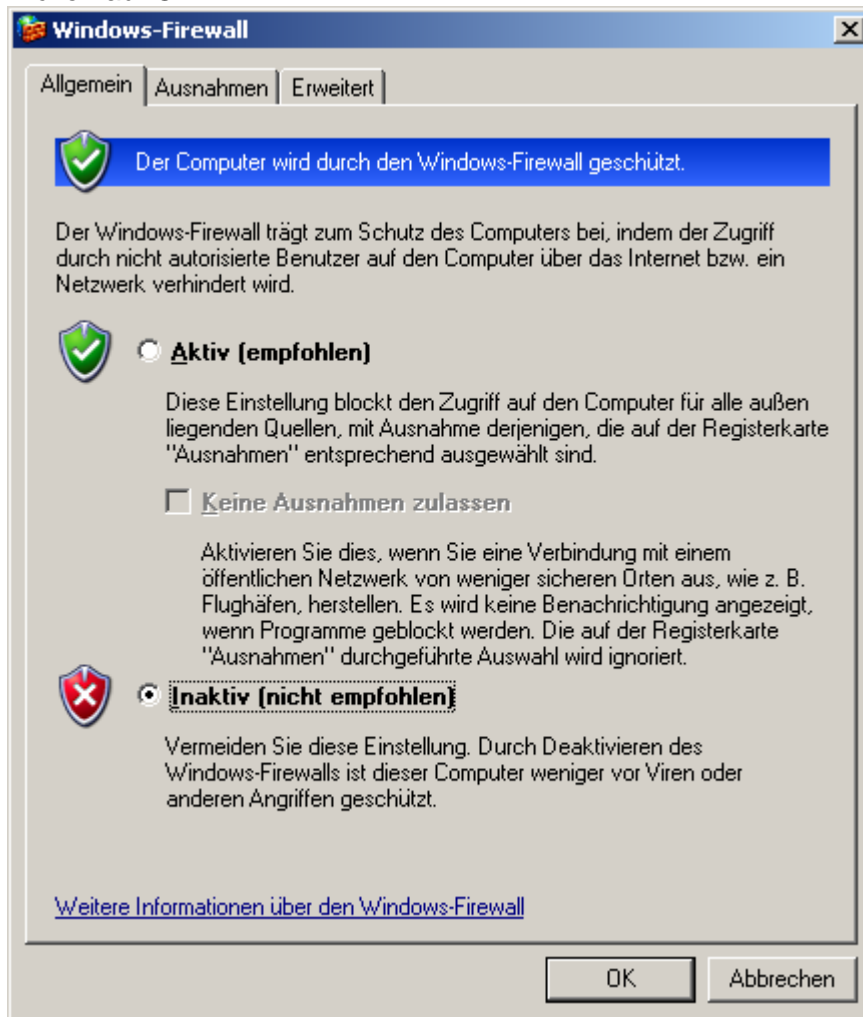 Windows-Firewall
Allgemein Ausnahmen Erweitert
Der Computer wird durch den Windows-Firewall geschützt.
Der Windows-Firewall trägt zum Schutz des Computers bei, indem der Zugriff
durch nicht autorisierte Benutzer auf den Computer über das Internet bzw. ein
Netzwerk verhindert wird.
Aktiv (empfohlen)
Diese Einstellung blockt den Zugriff auf den Computer für alle außen
liegenden Quellen, mit Ausnahme derjenigen, die auf der Registerkarte
"Ausnahmen" entsprechend ausgewählt sind.
Keine Ausnahmen zulassen
Aktivieren Sie dies, wenn Sie eine Verbindung mit einem
öffentlichen Netzwerk von weniger sicheren Orten aus, wie z. B.
Flughäfen, herstellen. Es wird keine Benachrichtigung angezeigt,
wenn Programme geblockt werden. Die auf der Registerkarte
"Ausnahmen" durchgeführte Auswahl wird ignoriert.
Inaktiv (nicht empfohlen)
Vermeiden Sie diese Einstellung. Durch Deaktivieren des
Windows-Firewalls ist dieser Computer weniger vor Viren oder
anderen Angriffen geschützt.
Weitere Informationen über den Windows-Firewall
OK Abbrechen